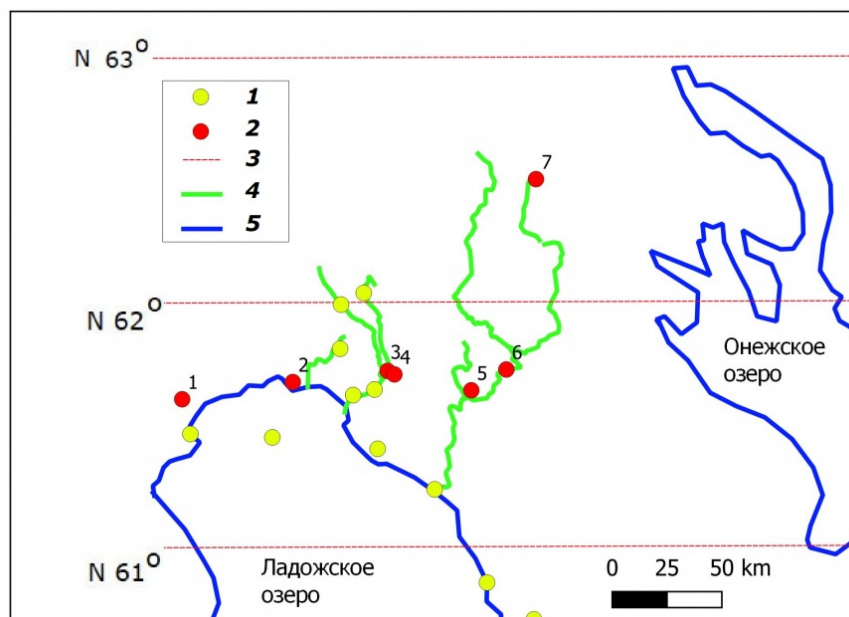 N 63°
1
2
3
4
5
7
N 62°
3 4
2
1
5
6
Онежское
озеро
N 61°
Ладожское
озеро
0 25 50 km